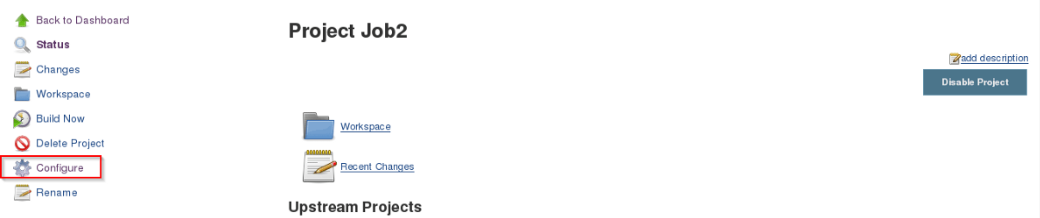 Back to Dashboard
Status
Changes
Workspace
Build Now
Delete Project
Configure
Rename
Project Job2
add description
Disable Project
Workspace
Recent Changes
Upstream Projects